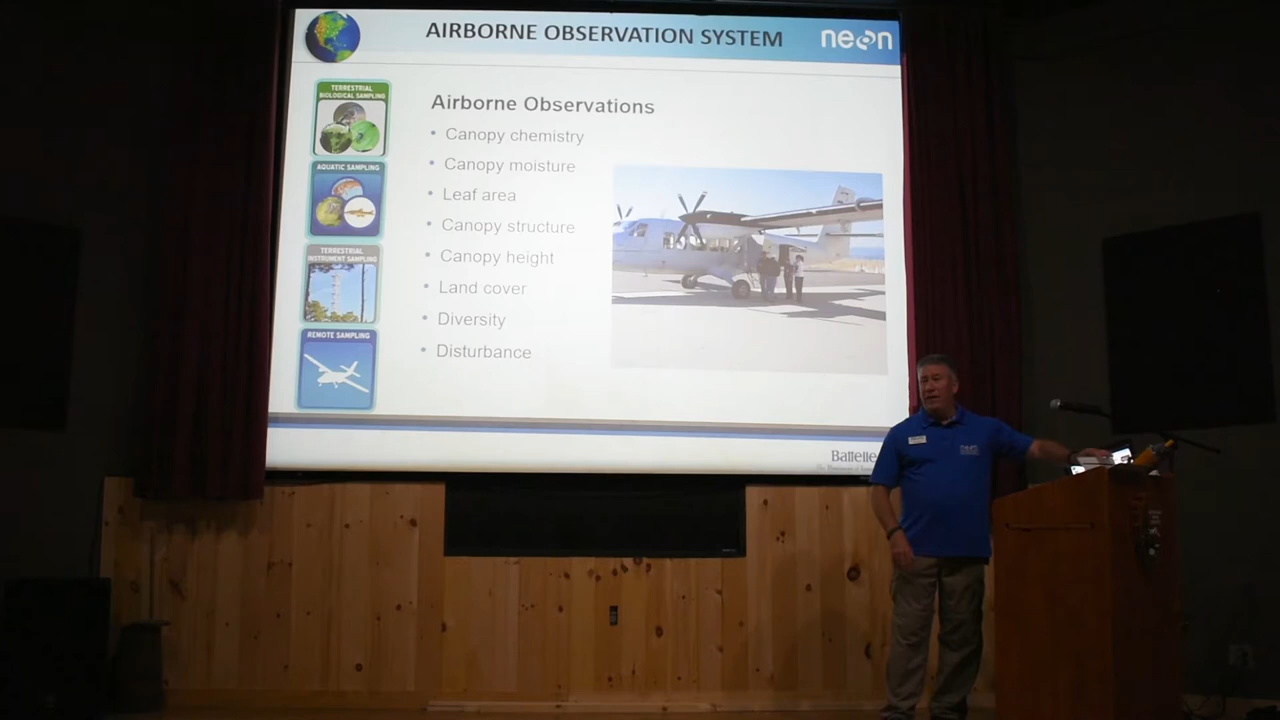 AIRBORNE OBSERVATION SYSTEM
neon
TERRESTRIAL
BIOLOGICAL SAMPLING
AQUATIC SAMPLING
TERRESTRIAL
INSTRUMENT SAMPLING
REMOTE SAMPLING
Airborne Observations
• Canopy chemistry
• Canopy moisture
• Leaf area
• Canopy structure
• Canopy height
• Land cover
• Diversity
• Disturbance
Battelle